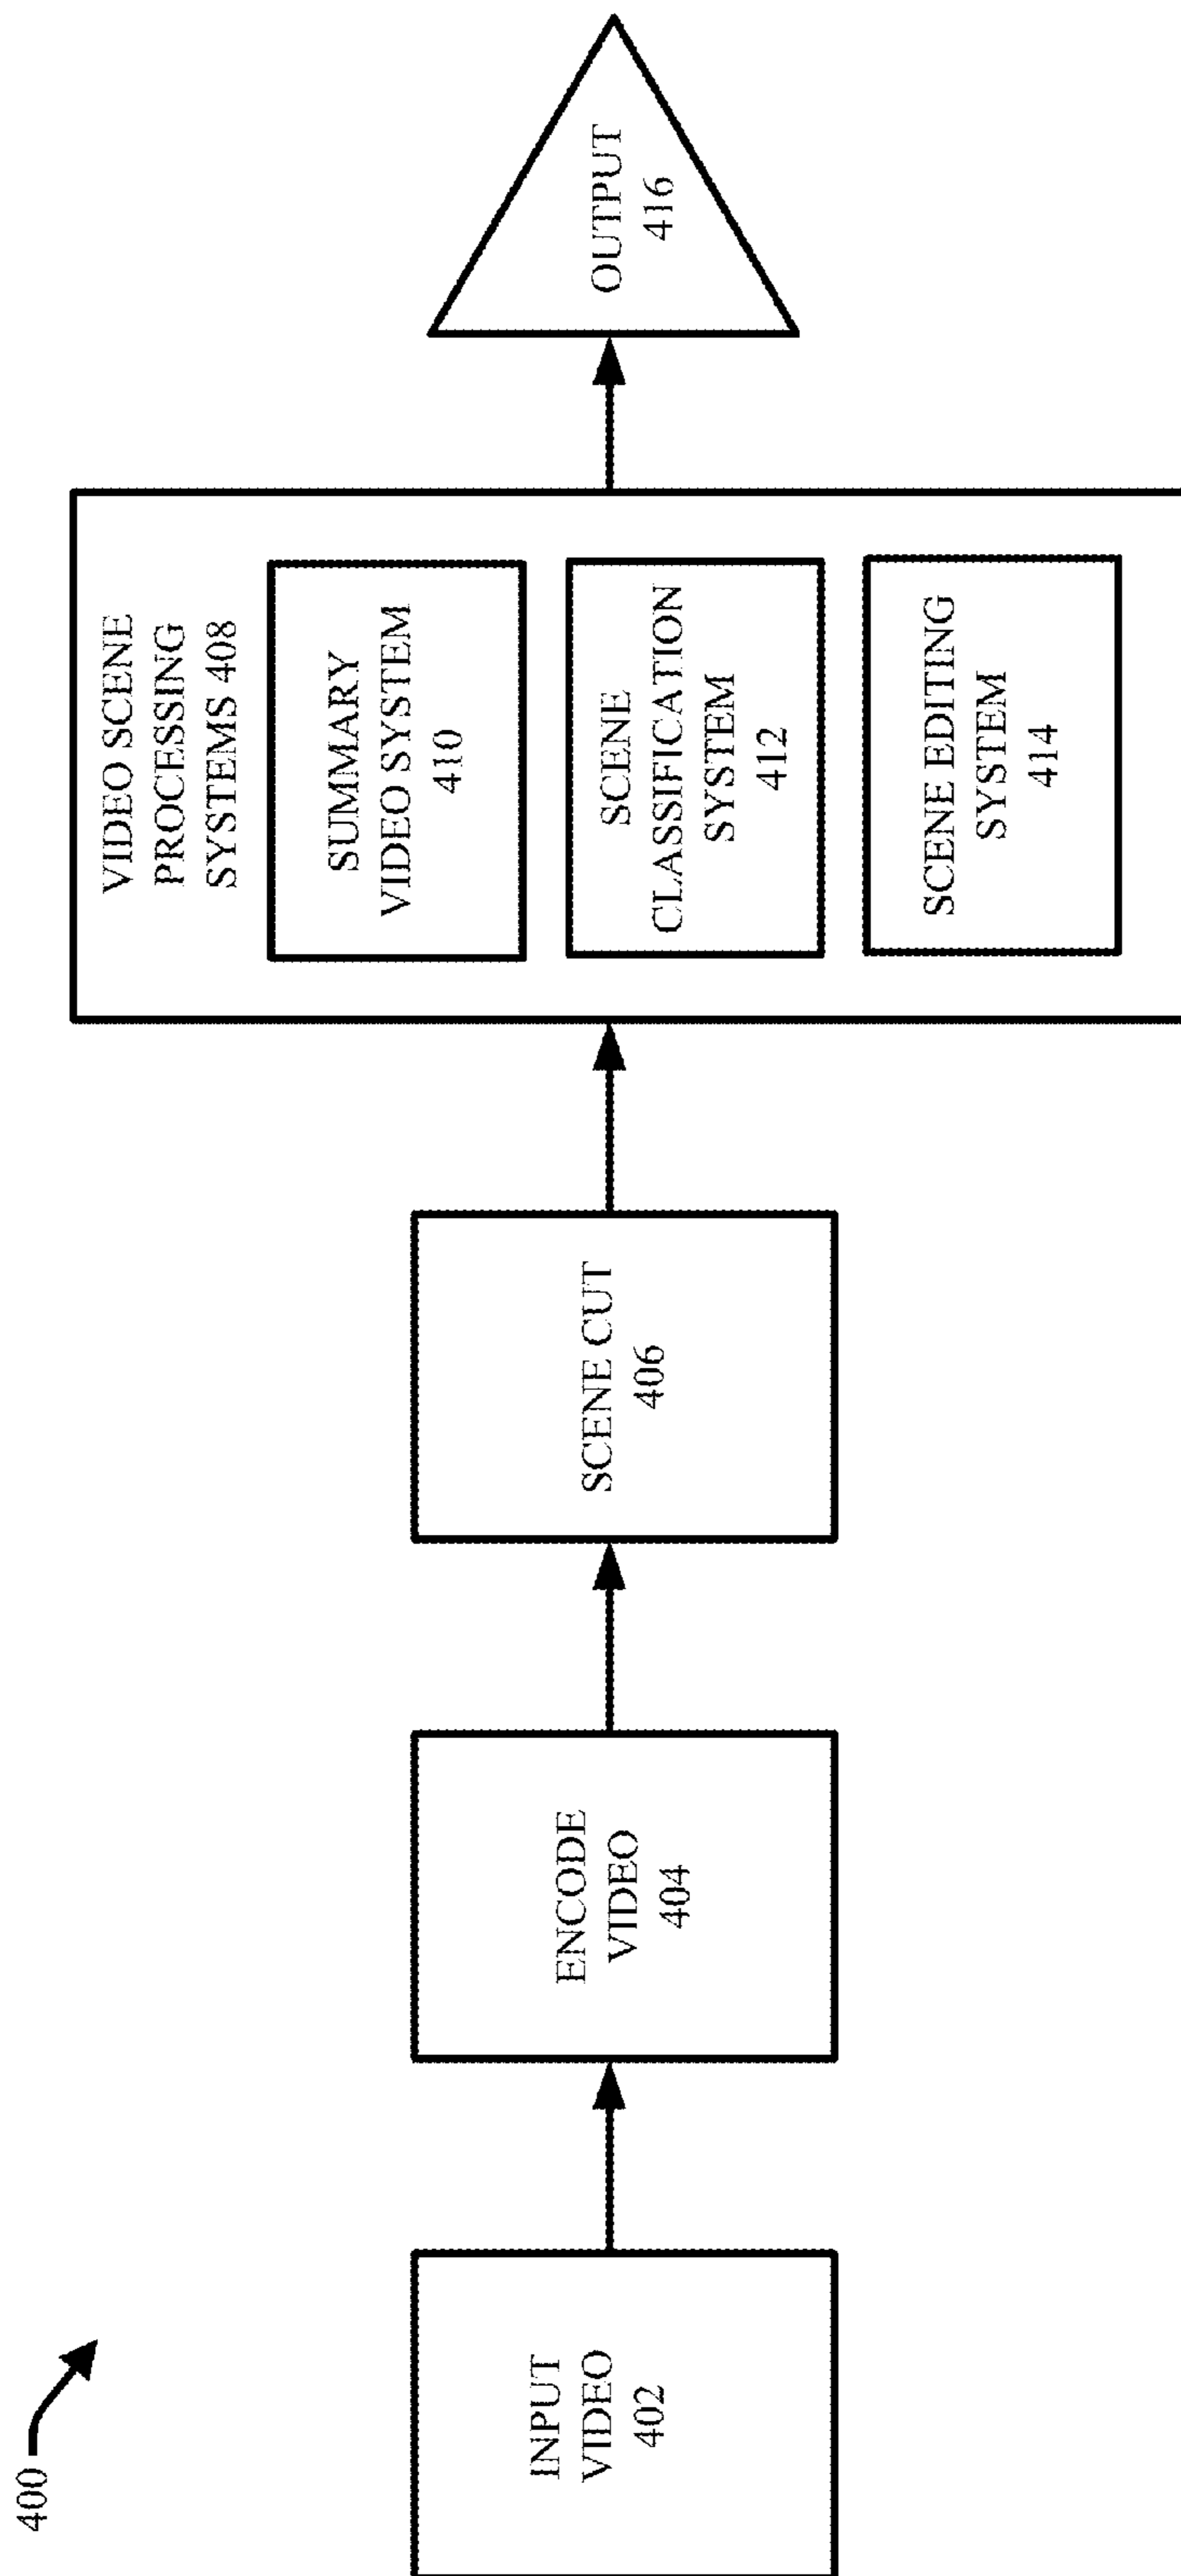 400
INPUT
VIDEO
402
ENCODE
VIDEO
404
SCENE CUT
406
VIDEO SCENE
PROCESSING
SYSTEMS 408
SUMMARY
VIDEO SYSTEM
410
SCENE
CLASSIFICATION
SYSTEM
412
SCENE EDITING
SYSTEM
414
OUTPUT
416